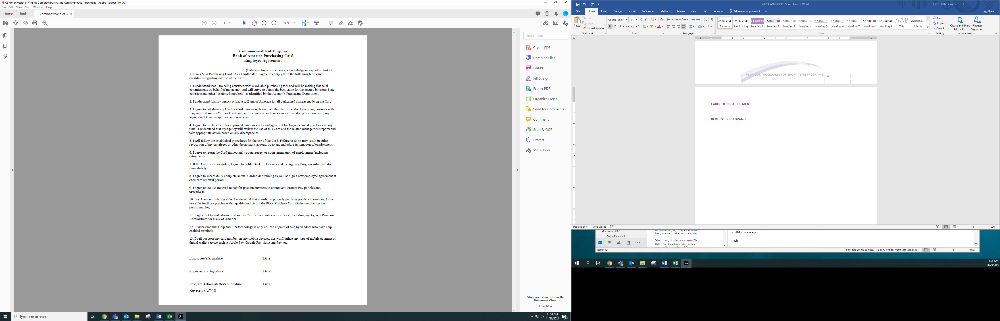 Commonwealth of Virginia Corporate Purchasing Card Employee Agreement - Adobe Acrobat Pro DC
File Edit View Sign Window Help
Home Tools Commonwealth of ... ×
1 / 1 100%
Commonwealth of Virginia
Bank of America Purchasing Card
Employee Agreement
I, ______________________________ (Enter employee name here), acknowledge receipt of a Bank of
America Visa Purchasing Card. As a Cardholder, I agree to comply with the following terms and
conditions regarding my use of the Card:
1. I understand that I am being entrusted with a valuable purchasing tool and will be making financial
commitments on behalf of my agency and will strive to obtain the best value for the agency by using State
contracts and other "preferred suppliers" as identified by the Agency's Purchasing Department.
2. I understand that my agency is liable to Bank of America for all authorized charges made on the Card.
3. I agree to not share my Card or Card number with anyone other than a vendor I am doing business with.
I agree if I share my Card or Card number to anyone other than a vendor I am doing business with, my
agency will take disciplinary action as a result.
4. I agree to use this Card for approved purchases only and agree not to charge personal purchases at any
time. I understand that my agency will review the use of this Card and the related management reports and
take appropriate action based on any discrepancies.
5. I will follow the established procedures for the use of the Card. Failure to do so may result in either
revocation of my privileges or other disciplinary actions, up to and including termination of employment.
6. I agree to return the Card immediately upon request or upon termination of employment (including
retirement).
7. If the Card is lost or stolen, I agree to notify Bank of America and the Agency Program Administrator
immediately.
8. I agree to successfully complete annual Cardholder training as well as sign a new employee agreement at
each card renewal period.
9. I agree not to use my card to pay for past due invoices to circumvent Prompt Pay policies and
procedures;
10. For Agencies utilizing eVA: I understand that in order to properly purchase goods and services, I must
use eVA for those purchases that qualify and record the PCO (Purchase Card Order) number on the
purchasing log.
11. I agree not to write down or share my Card's pin number with anyone, including my Agency Program
Administrator or Bank of America.
12. I understand that Chip and PIN technology is only utilized at point of sale by vendors who have chip
enabled terminals.
13. I will not store my card number on any mobile devices, nor will I utilize any type of mobile payment or
digital wallet service such as Apple Pay, Google Pay, Samsung Pay, etc.
Employee's Signature Date
Supervisor's Signature Date
Program Administrator's Signature Date
Revised 8/27/18
Search tools
Create PDF
Combine Files
Edit PDF
Fill & Sign
Export PDF
Organize Pages
Send for Comments
Comment
Scan & OCR
Protect
More Tools
Store and share files in the
Document Cloud
Learn More
Type here to search
11:54 AM
11/20/2020
2021 HANDBOOK - Short-Term - Word
Cave, Beth - caveex
File Home Insert Design Layout References Mailings Review View Help Acrobat Tell me what you want to do Share
Paste
Cut
Copy
Format Painter
Clipboard
Calibri (Body) 11
Font
Paragraph
AaBbCcDd AaBbCcDd AABBCC AABBCCDI
¶ Normal No Spacing Heading 1 Heading 2 Heading 3 Heading 4 Heading 5 Heading 6 Heading 7 Heading 8 Heading 9 Title Subtitle
Styles
Find
Replace
Select
Editing
Create and Share
Adobe PDF
Request
Signatures
Adobe Acrobat
FINANCIAL PROCEDURES FOR SHORT-TERM PROGRAMS 34
CARDHOLDER AGREEMENT
REQUEST FOR ADVANCE
Page 36 of 44 7018 words
100%
Summer 2021
Costa Rica HHS
Good morning all, I hope your week
has gone well. Just a quick reminder
Sherman, Brittany - sherm2b...
Hello, You have been setup with a
collision coverage.
Tish
Items: 42
All folders are up to date. Connected to: Microsoft Exchange 100%
11:54 AM
11/20/2020